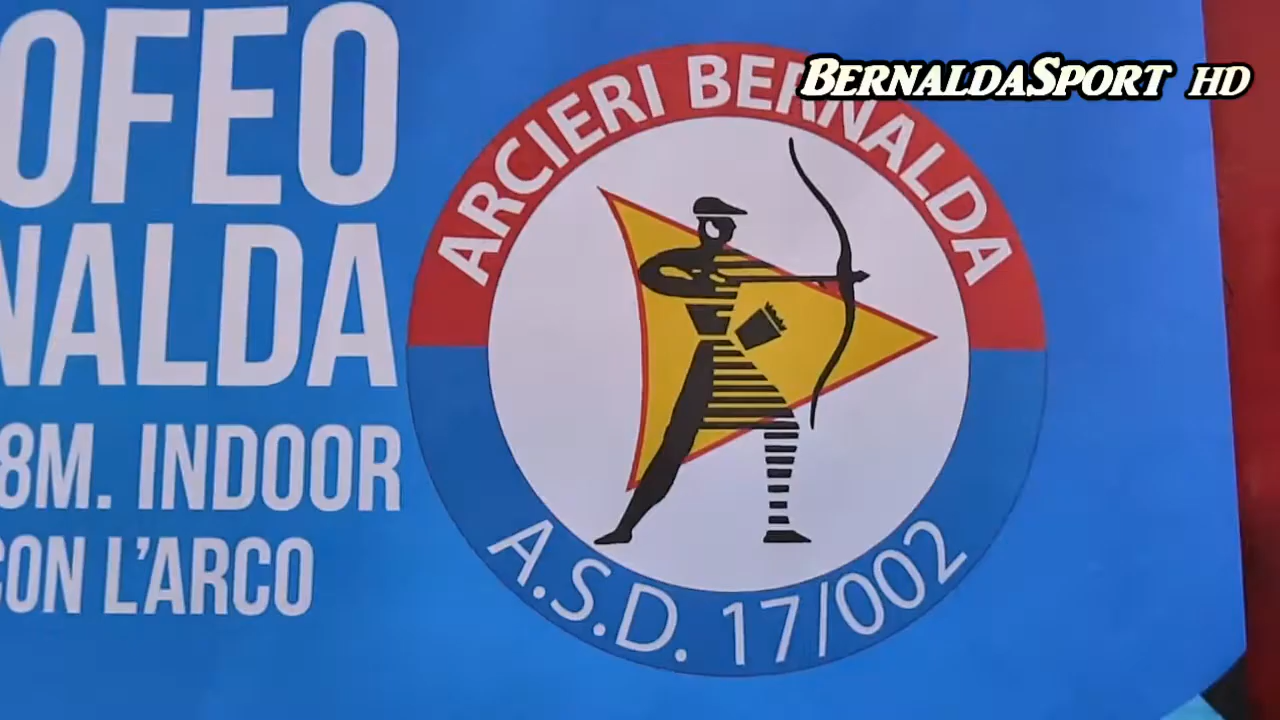 BERNALDASPORT HD
OFEO
NALDA
8M. INDOOR
CON L'ARCO
ARCIERI BERNALDA
A.S.D. 17/002